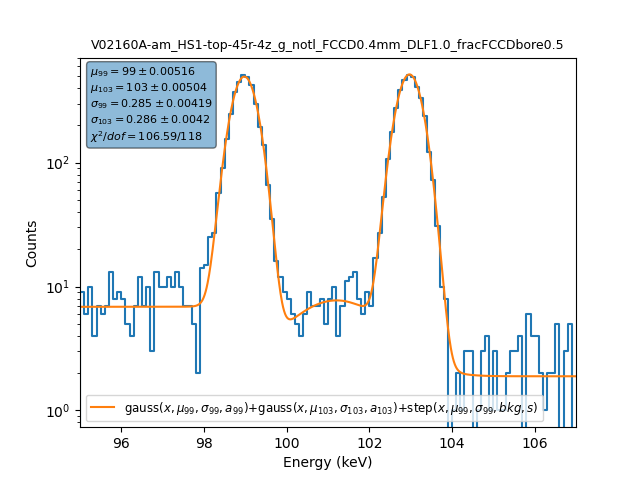 V02160A-am_HS1-top-45r-4z_g_notl_FCCD0.4mm_DLF1.0_fracFCCDbore0.5
μ₉₉ = 99 ± 0.00516
μ₁₀₃ = 103 ± 0.00504
σ₉₉ = 0.285 ± 0.00419
σ₁₀₃ = 0.286 ± 0.0042
χ²/dof = 106.59/118
10²
10¹
10⁰
Counts
gauss(x, μ₉₉, σ₉₉, a₉₉)+gauss(x, μ₁₀₃, σ₁₀₃, a₁₀₃)+step(x, μ₉₉, σ₉₉, bkg, s)
96 98 100 102 104 106
Energy (keV)